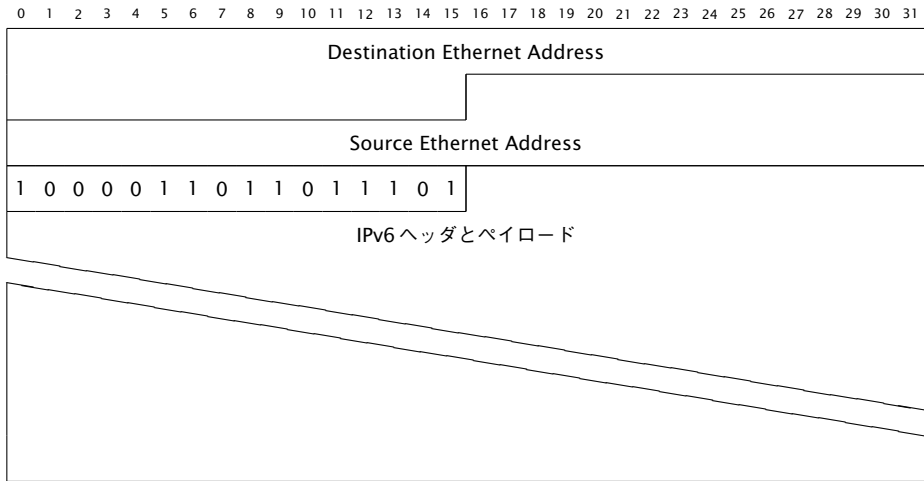 0 1 2 3 4 5 6 7 8 9 10 11 12 13 14 15 16 17 18 19 20 21 22 23 24 25 26 27 28 29 30 31
Destination Ethernet Address
Source Ethernet Address
1 0 0 0 0 1 1 0 1 1 0 1 1 1 0 1
IPv6 ヘッダとペイロード